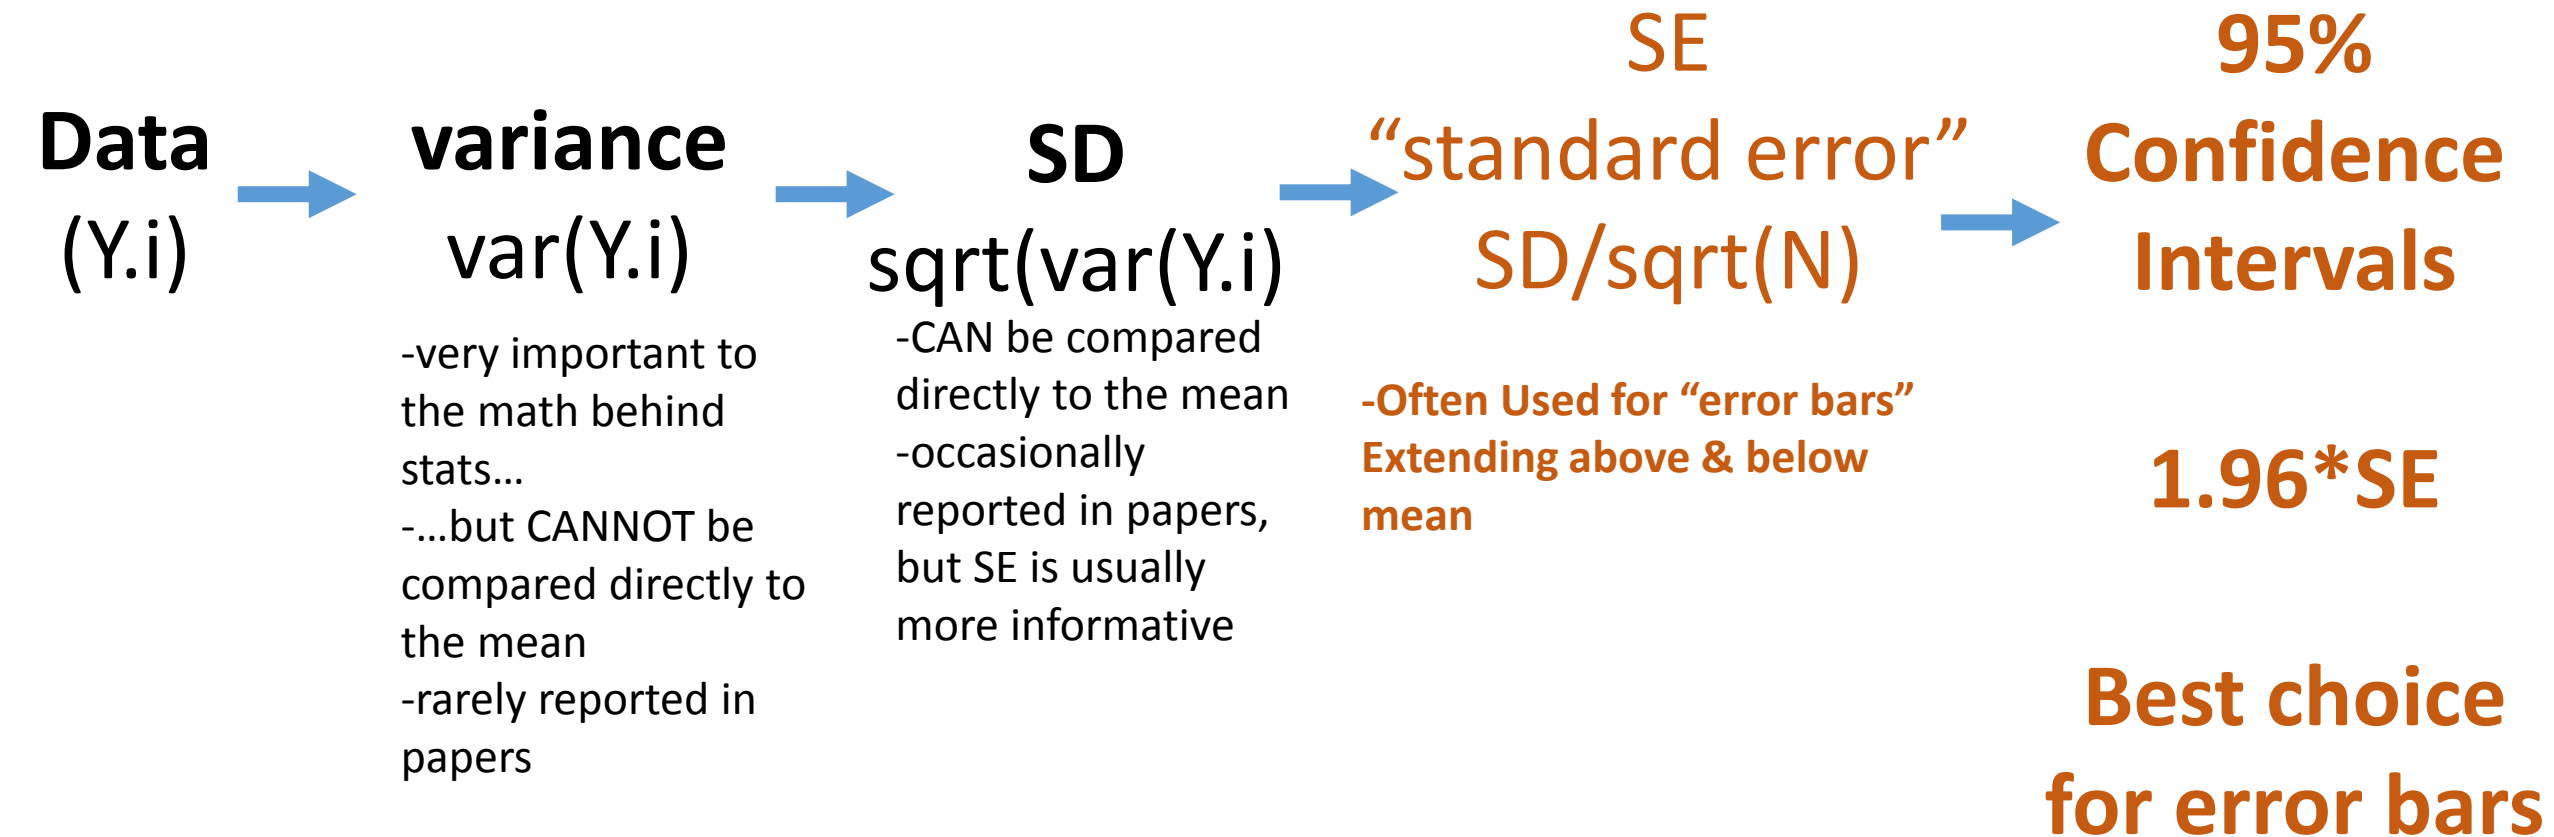 Data
(Y.i)
variance
var(Y.i)
-very important to
the math behind
stats…
-…but CANNOT be
compared directly to
the mean
-rarely reported in
papers
SD
sqrt(var(Y.i)
-CAN be compared
directly to the mean
-occasionally
reported in papers,
but SE is usually
more informative
SE
“standard error”
SD/sqrt(N)
-Often Used for “error bars”
Extending above & below
mean
95%
Confidence
Intervals
1.96*SE
Best choice
for error bars